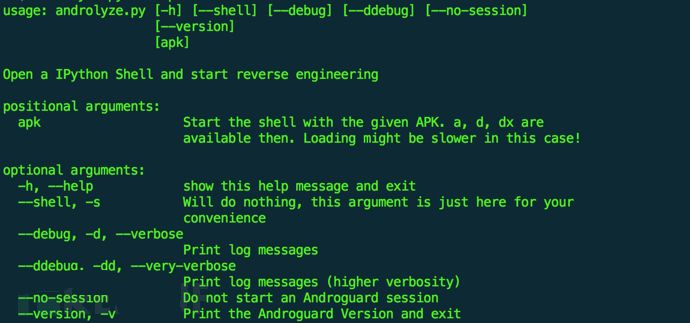 usage: androlyze.py [-h] [--shell] [--debug] [--ddebug] [--no-session]
[--version]
[apk]
Open a IPython Shell and start reverse engineering
positional arguments:
apk Start the shell with the given APK. a, d, dx are
available then. Loading might be slower in this case!
optional arguments:
-h, --help show this help message and exit
--shell, -s Will do nothing, this argument is just here for your
convenience
--debug, -d, --verbose
Print log messages
--ddebug, -dd, --very-verbose
Print log messages (higher verbosity)
--no-session Do not start an Androguard session
--version, -v Print the Androguard Version and exit